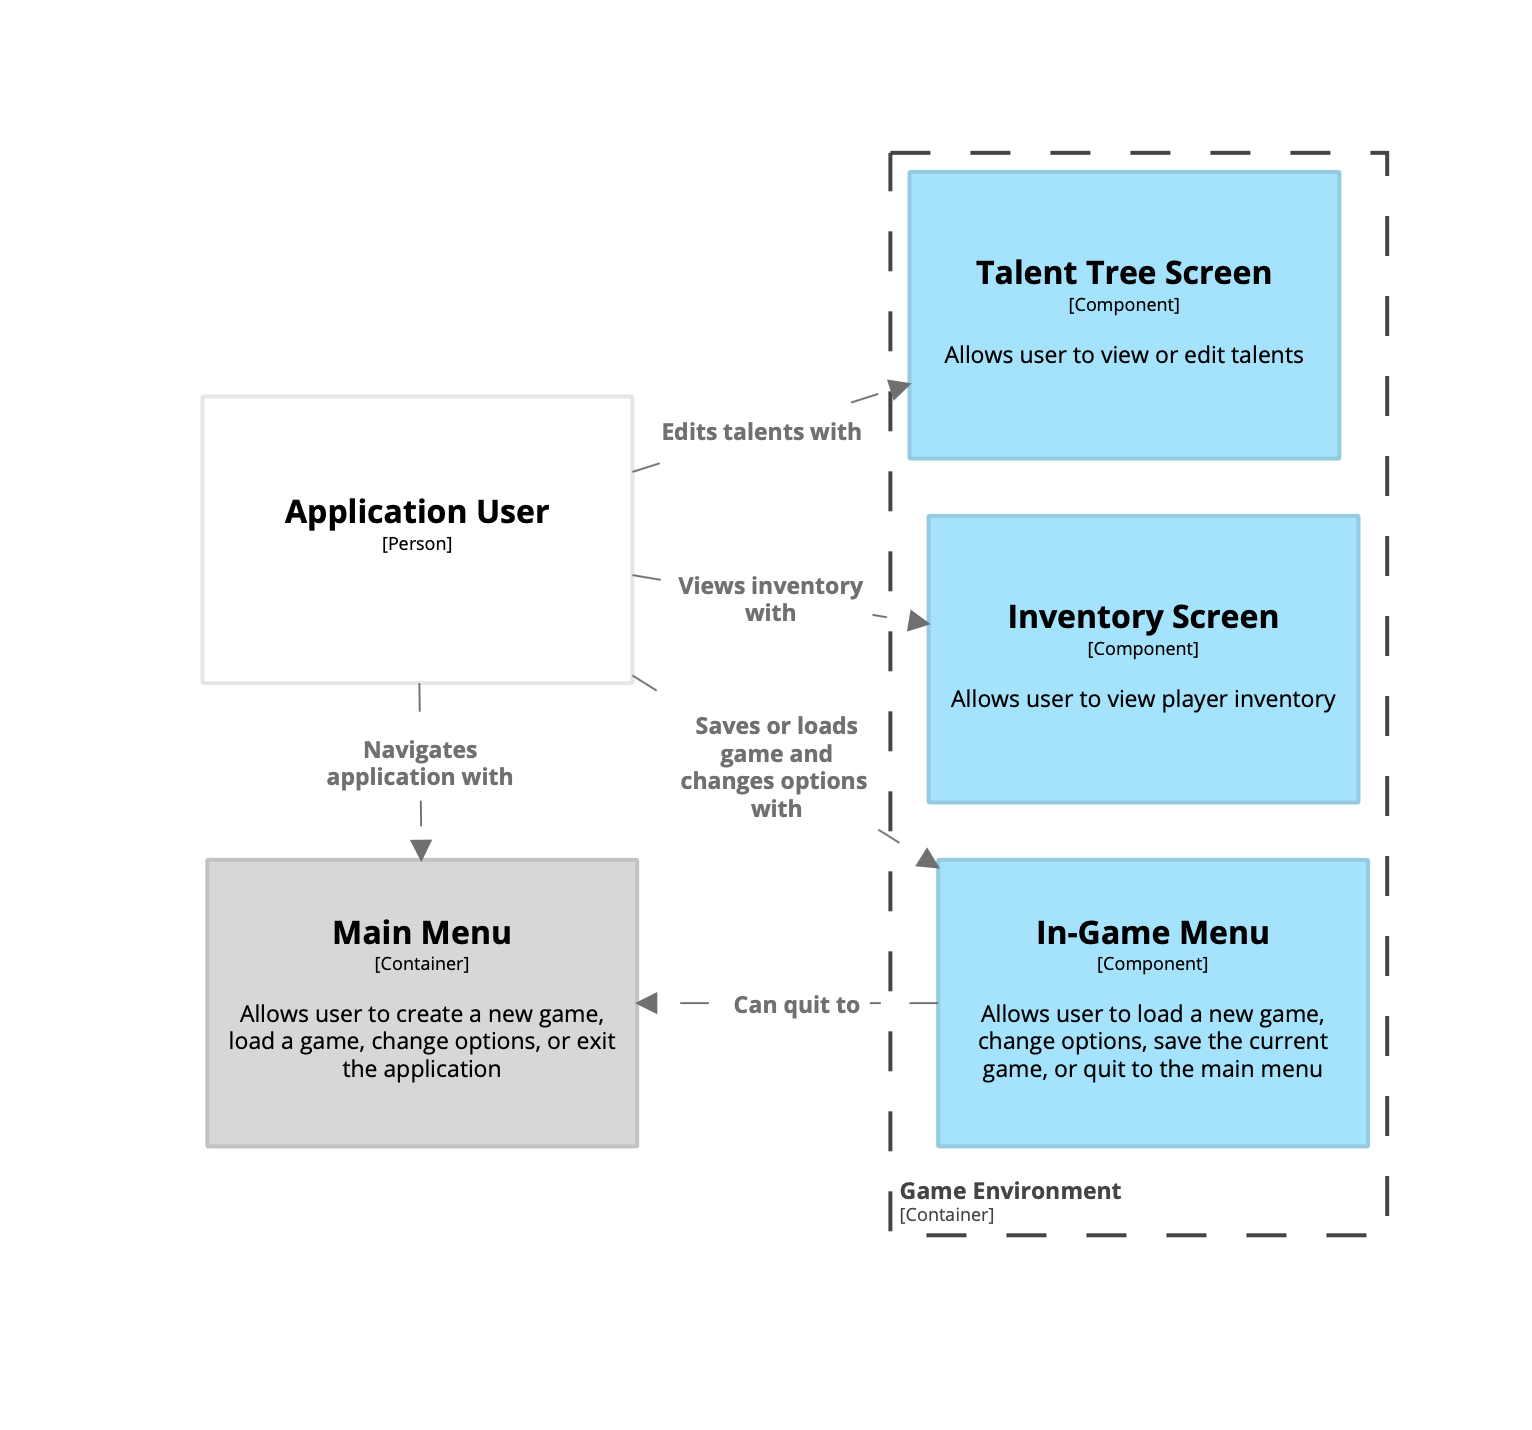 Talent Tree Screen
[Component]
Allows user to view or edit talents
Edits talents with
Application User
[Person]
Views inventory
with
Inventory Screen
[Component]
Allows user to view player inventory
Saves or loads
game and
changes options
with
Navigates
application with
Main Menu
[Container]
Allows user to create a new game,
load a game, change options, or exit
the application
Can quit to
In-Game Menu
[Component]
Allows user to load a new game,
change options, save the current
game, or quit to the main menu
Game Environment
[Container]